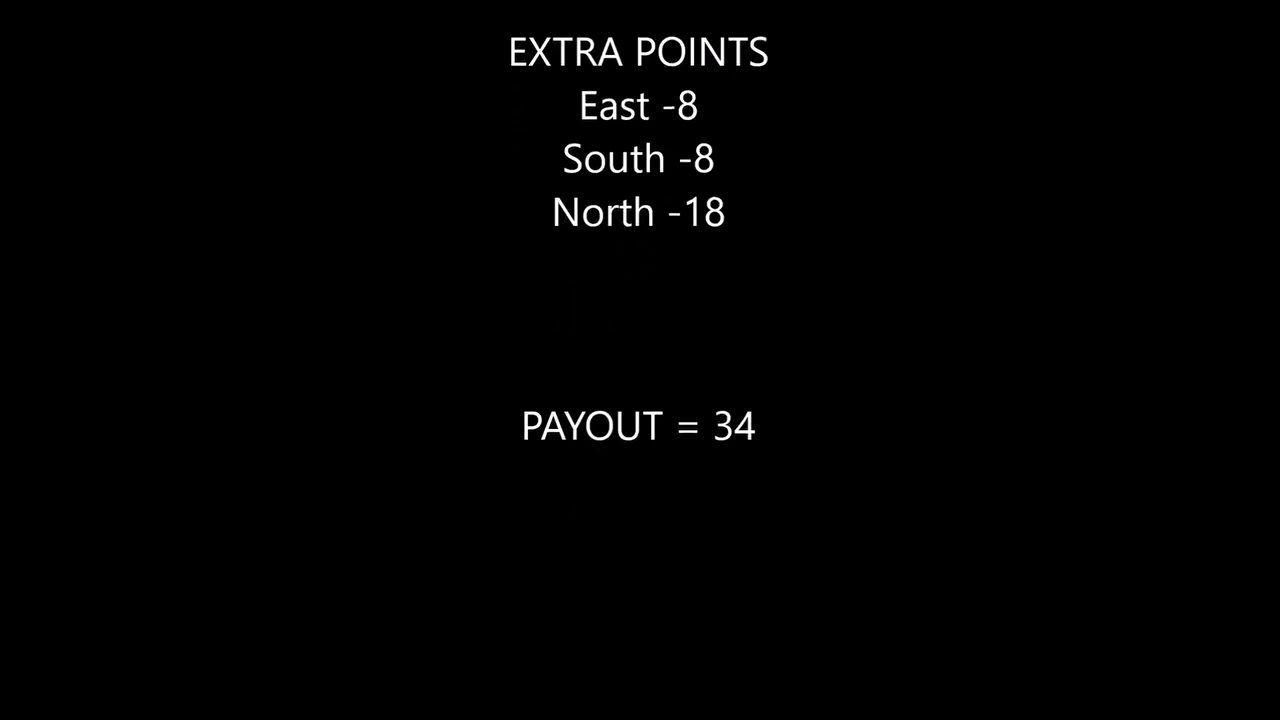 EXTRA POINTS
East -8
South -8
North -18
PAYOUT = 34